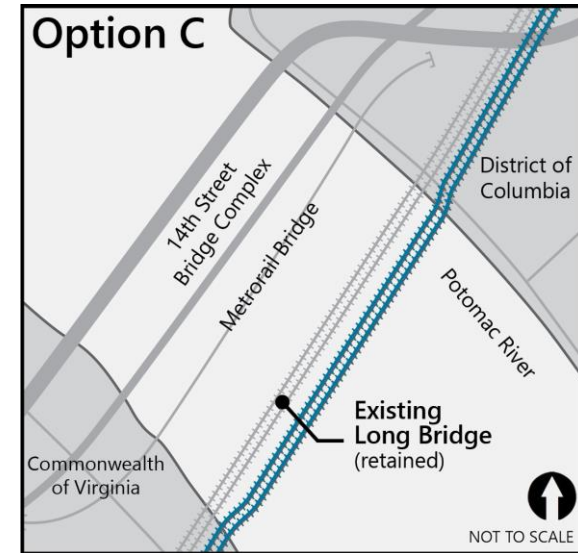 Option C
14th Street
Bridge Complex
Metrorail Bridge
District of
Columbia
Potomac River
Existing
Long Bridge
(retained)
Commonwealth
of Virginia
NOT TO SCALE